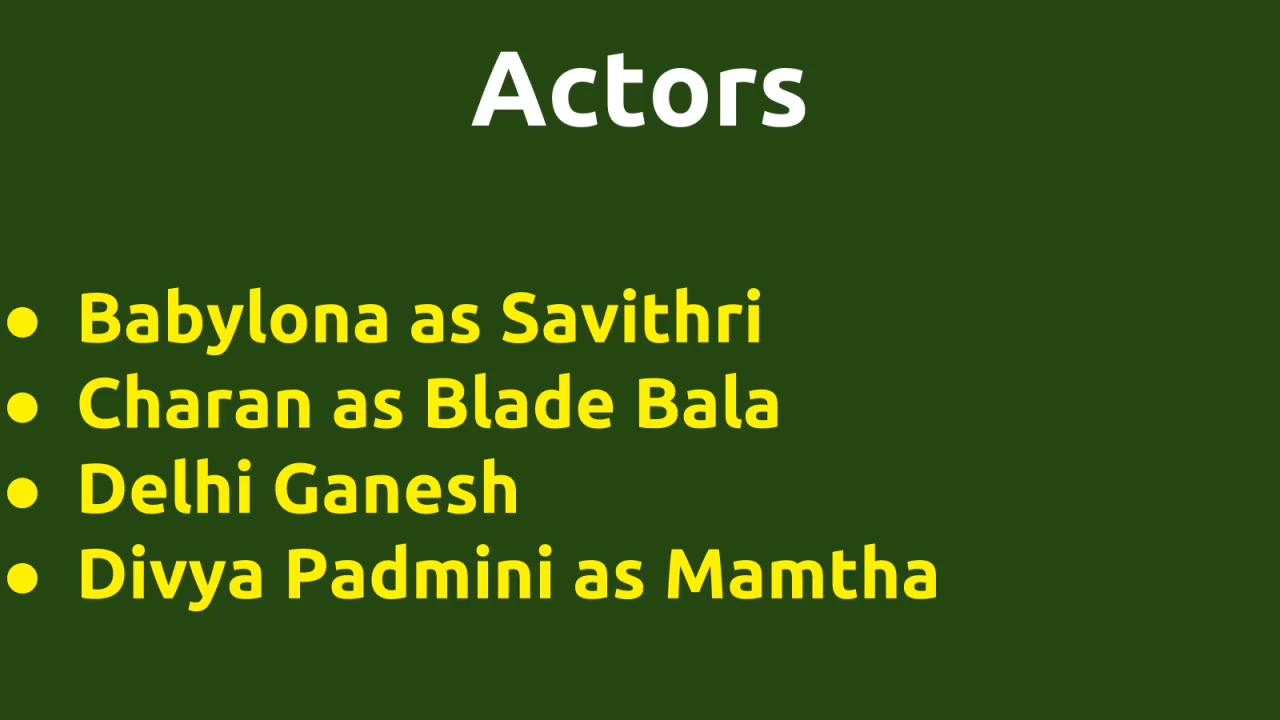 Actors
● Babylona as Savithri
● Charan as Blade Bala
● Delhi Ganesh
● Divya Padmini as Mamtha